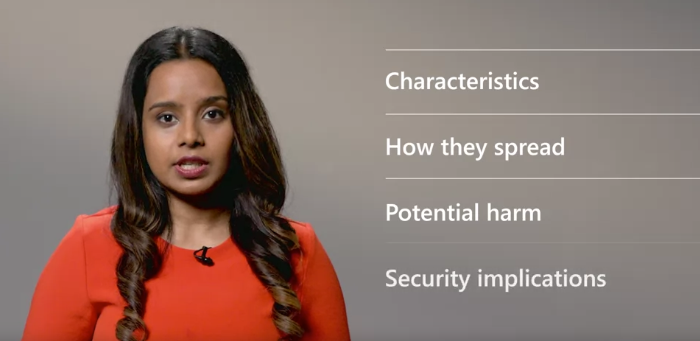 Characteristics
How they spread
Potential harm
Security implications